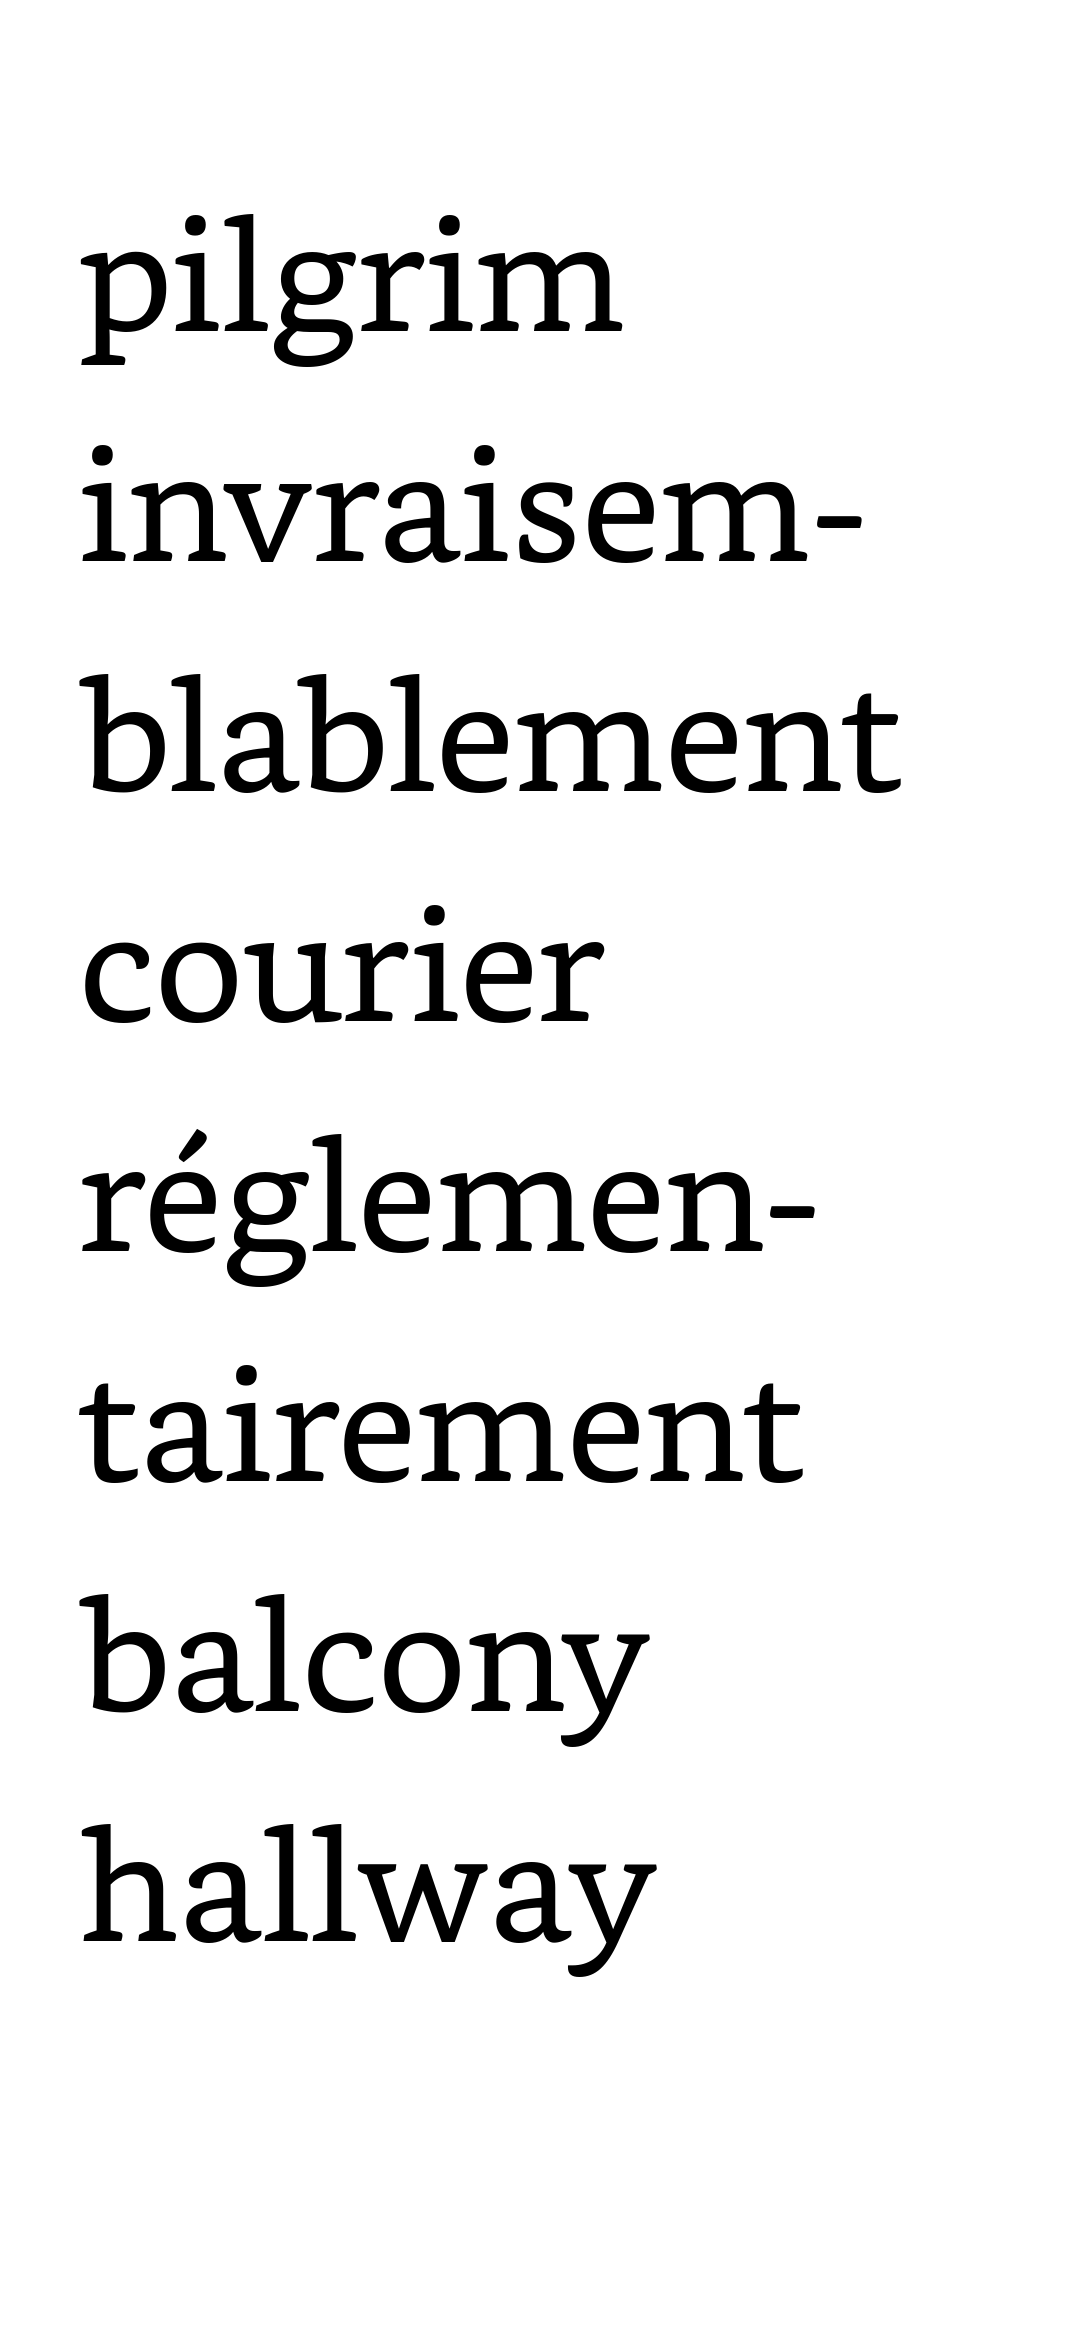 pilgrim
invraisem-
blablement
courier
réglemen-
tairement
balcony
hallway